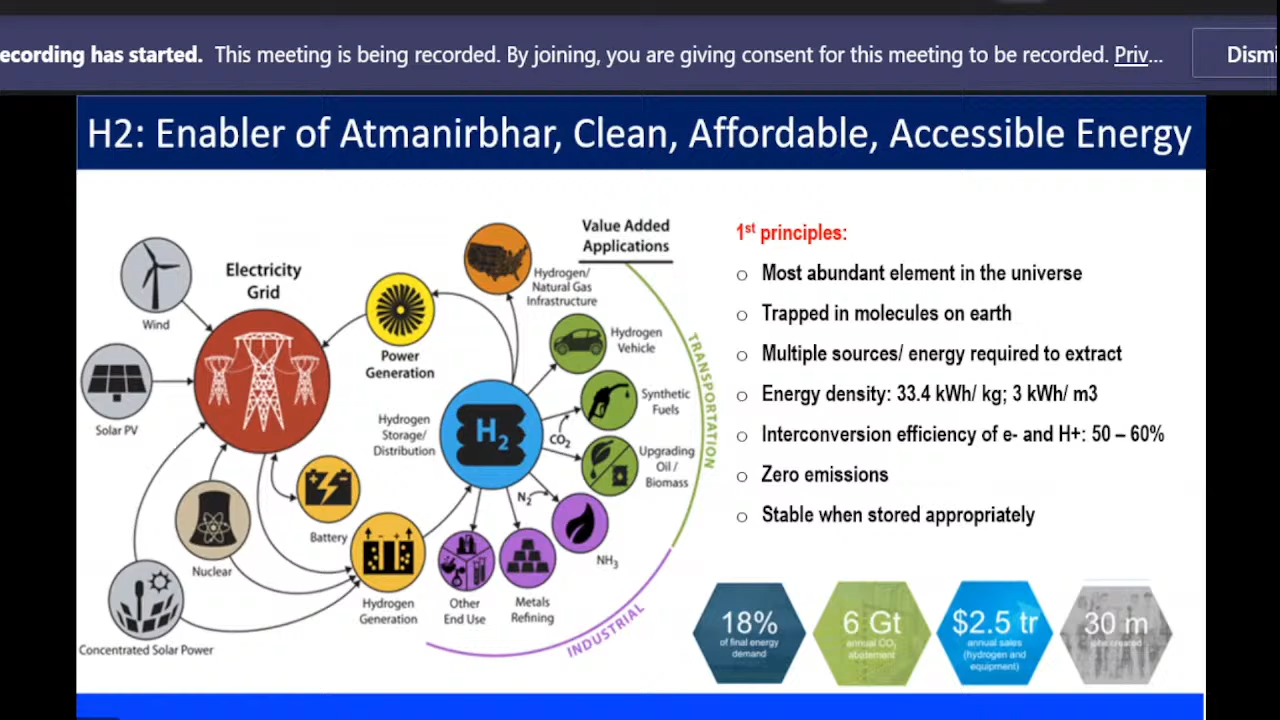 ecording has started. This meeting is being recorded. By joining, you are giving consent for this meeting to be recorded. Priv...
Dismi
H2: Enabler of Atmanirbhar, Clean, Affordable, Accessible Energy
Value Added
Applications
Electricity
Grid
Wind
Solar PV
Nuclear
Concentrated Solar Power
Battery
Power
Generation
Hydrogen
Storage/
Distribution
Hydrogen
Generation
H2
Hydrogen/
Natural Gas
Infrastructure
Hydrogen
Vehicle
Synthetic
Fuels
CO2
Upgrading
Oil /
Biomass
N2
NH3
Metals
Refining
Other
End Use
TRANSPORTATION
INDUSTRIAL
1st principles:
o Most abundant element in the universe
o Trapped in molecules on earth
o Multiple sources/ energy required to extract
o Energy density: 33.4 kWh/ kg; 3 kWh/ m3
o Interconversion efficiency of e- and H+: 50 – 60%
o Zero emissions
o Stable when stored appropriately
18%
of final energy
demand
6 Gt
annual CO2
abatement
$2.5 tr
annual sales
(hydrogen and
equipment)
30 m
jobs created